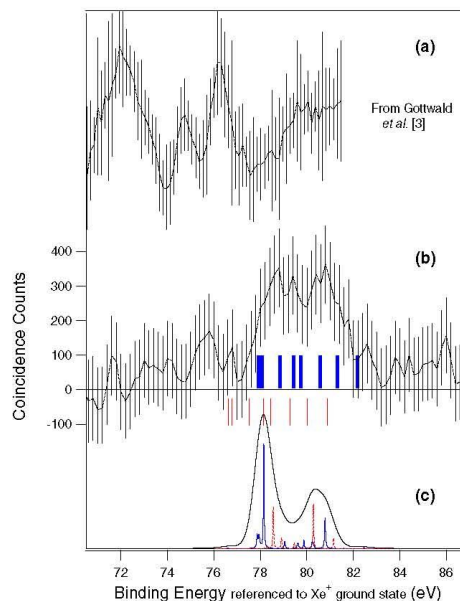 (a)
From Gottwald
et al. [3]
(b)
400
300
200
100
0
-100
Coincidence Counts
(c)
72 74 76 78 80 82 84 86
Binding Energy referenced to Xe+ ground state (eV)